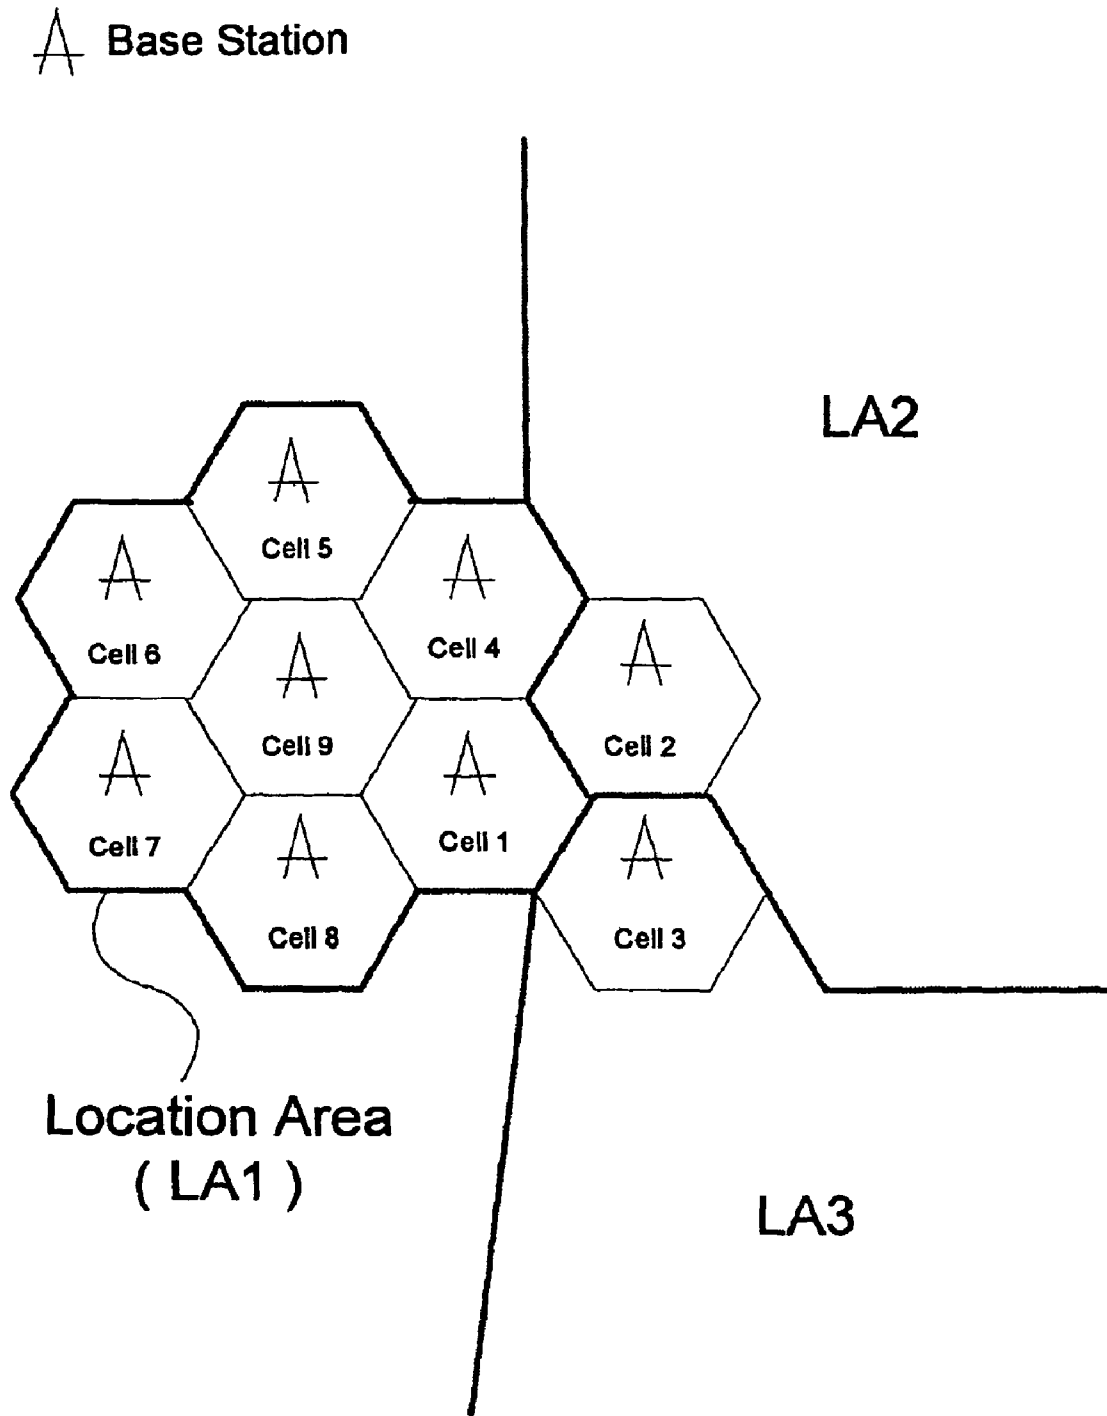 Base Station
LA2
Cell 5
Cell 6
Cell 4
Cell 9
Cell 2
Cell 7
Cell 1
Cell 8
Cell 3
Location Area
( LA1 )
LA3